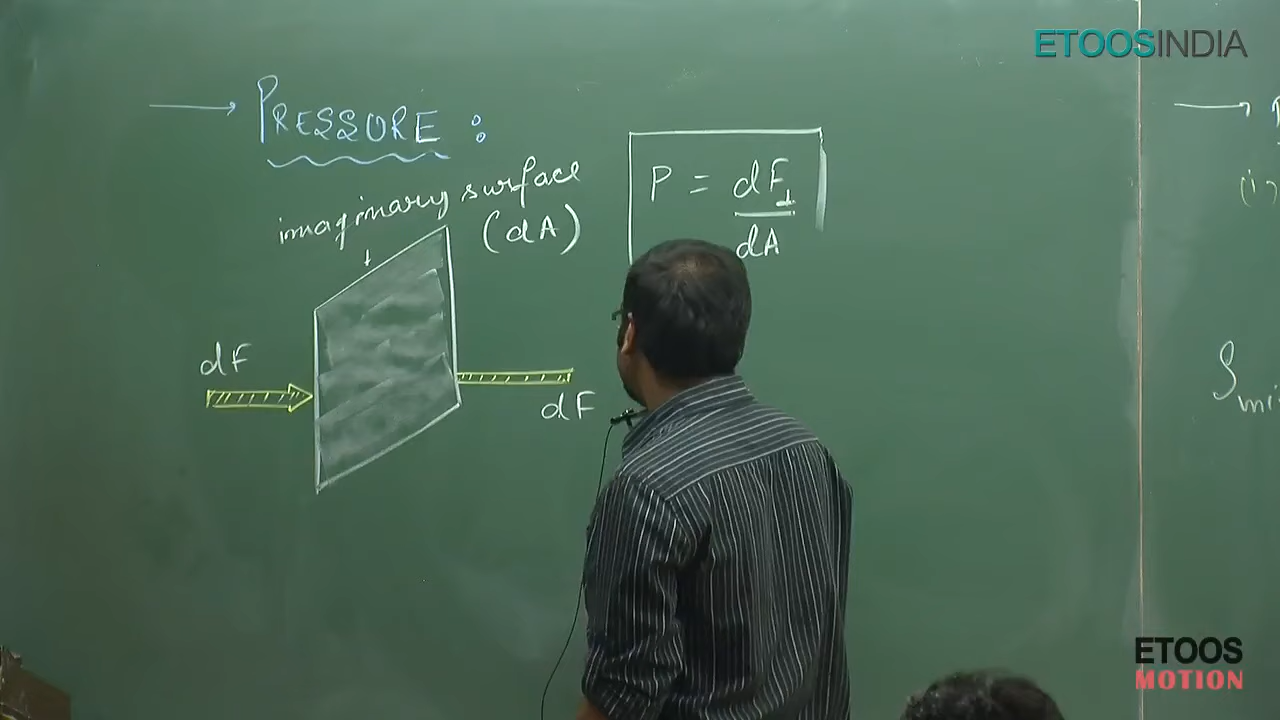 ETOOSINDIA
→ PRESSURE :
imaginary surface
(dA)
P = dF⊥
dA
dF
dF
(i)
ETOOS
MOTION